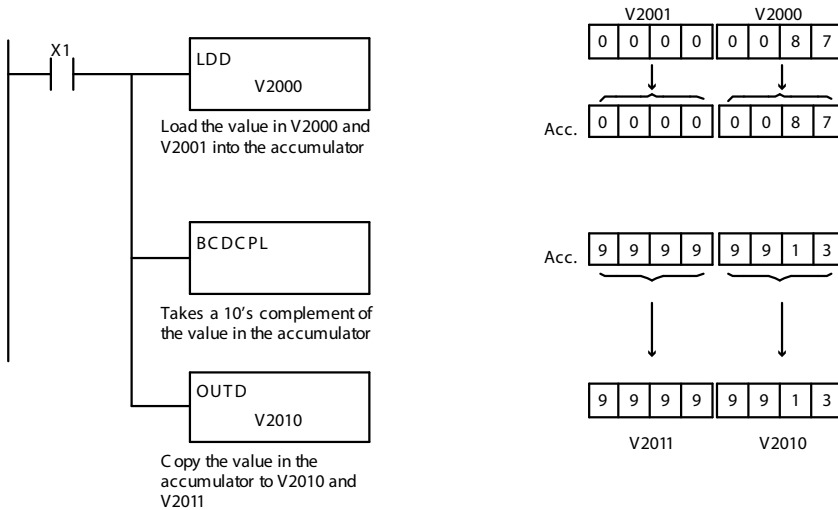 X1
LDD
V2000
Load the value in V2000 and
V2001 into the accumulator
BCDCPL
Takes a 10's complement of
the value in the accumulator
OUTD
V2010
Copy the value in the
accumulator to V2010 and
V2011
V2001 V2000
0 0 0 0 0 0 8 7
Acc. 0 0 0 0 0 0 8 7
Acc. 9 9 9 9 9 9 1 3
9 9 9 9 9 9 1 3
V2011 V2010